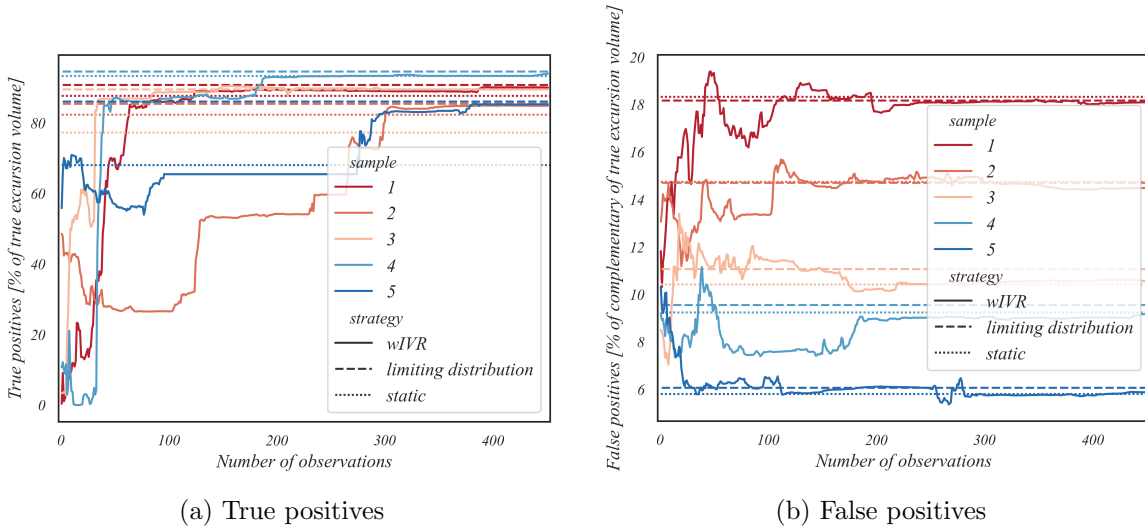 True positives [% of true excursion volume]
80
60
40
20
0
0
100
200
300
400
Number of observations
sample
1
2
3
4
5
strategy
wIVR
limiting distribution
static
(a) True positives
False positives [% of complementary of true excursion volume]
20
18
16
14
12
10
8
6
0
100
200
300
400
Number of observations
sample
1
2
3
4
5
strategy
wIVR
limiting distribution
static
(b) False positives